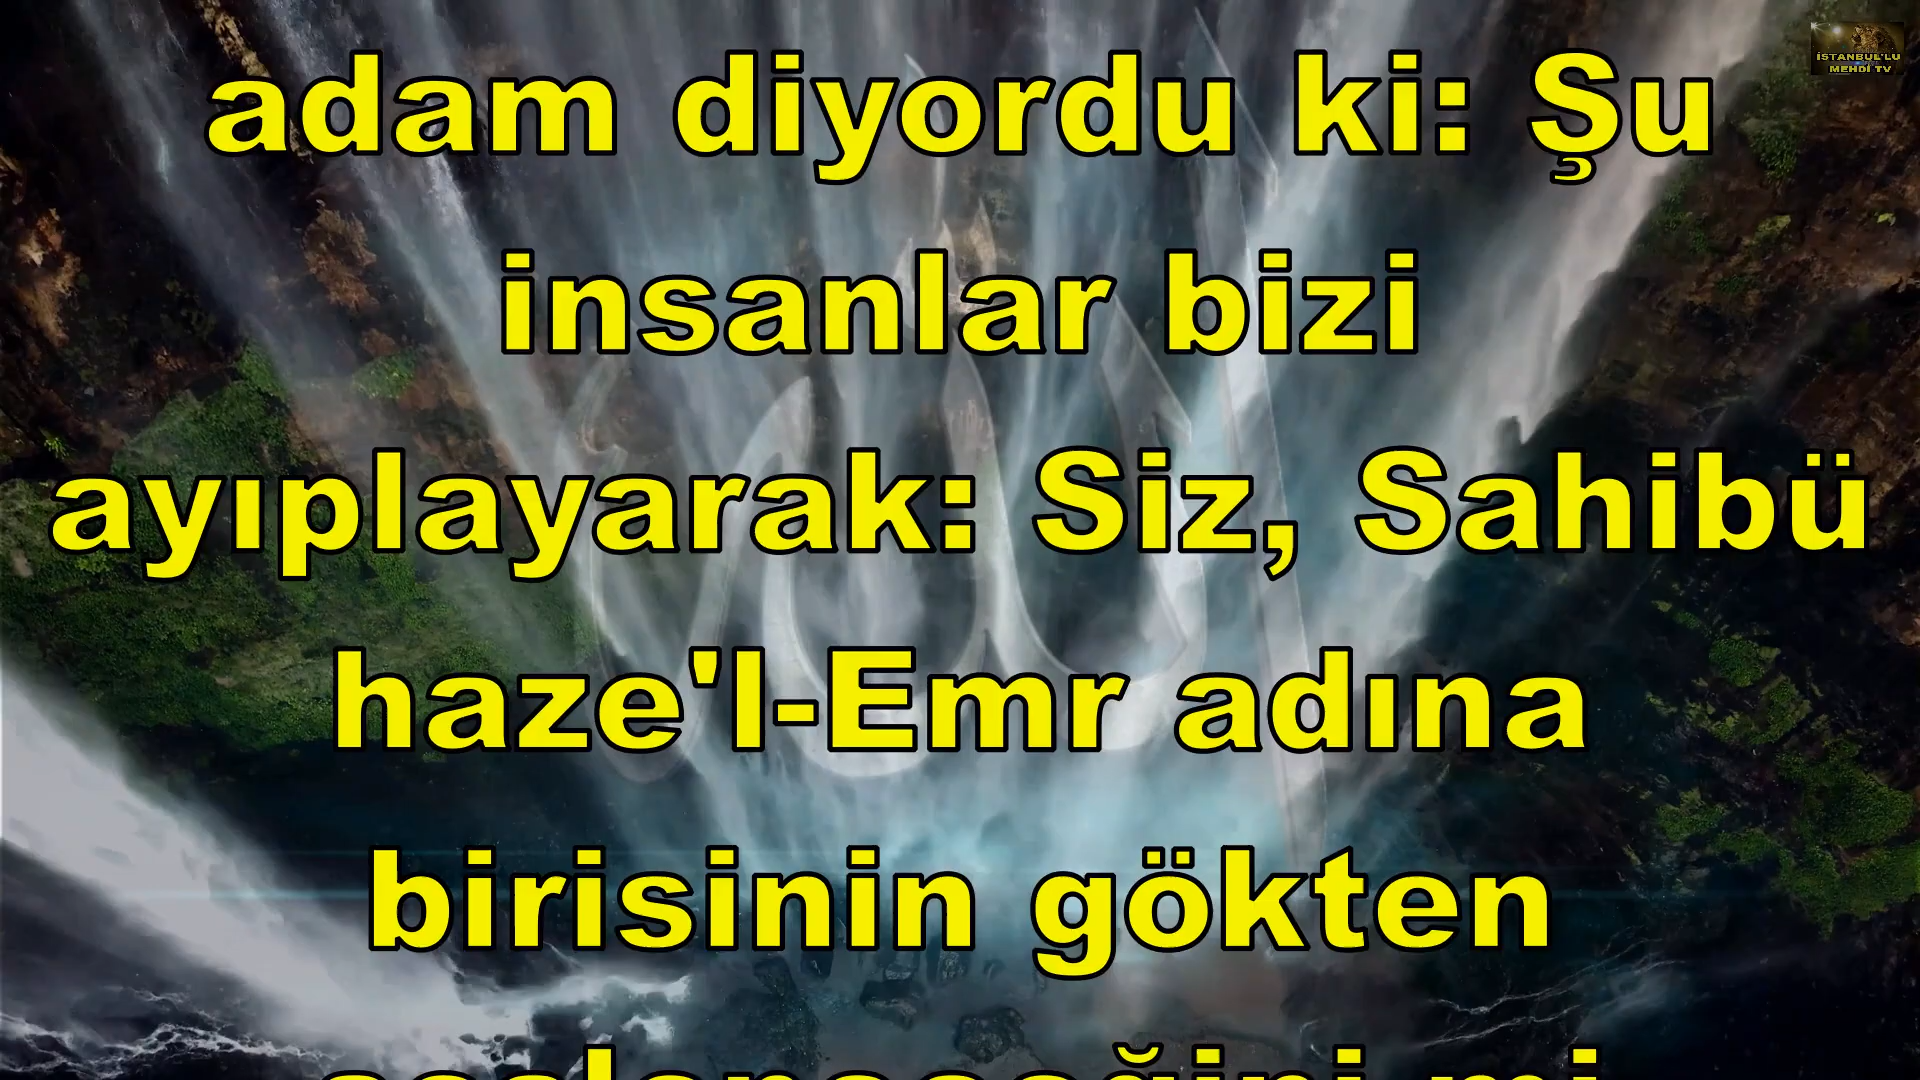 İSTANBUL'LU
MEHDİ TV
adam diyordu ki: Şu
insanlar bizi
ayıplayarak: Siz, Sahibü
haze'l-Emr adına
birisinin gökten